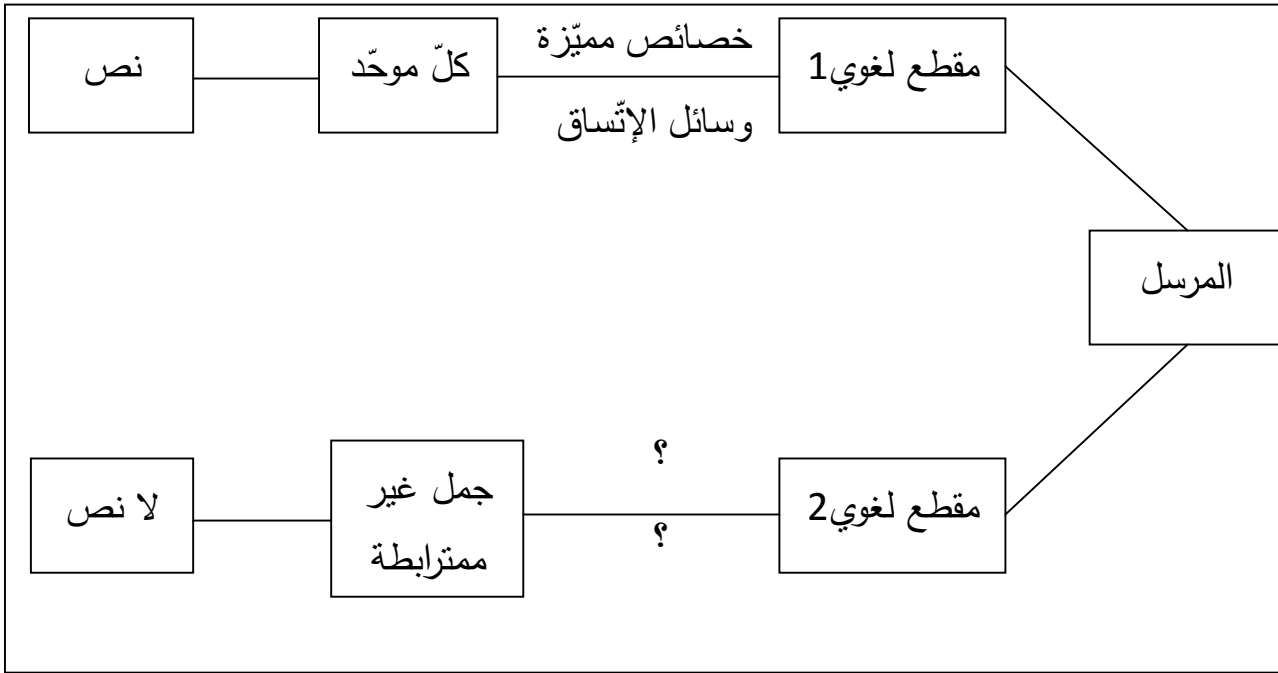 خصائص مميّزة
مقطع لغوي1
كلّ موحّد
نص
وسائل الإتّساق
المرسل
؟
مقطع لغوي2
جمل غير
ممترابطة
لا نص
؟